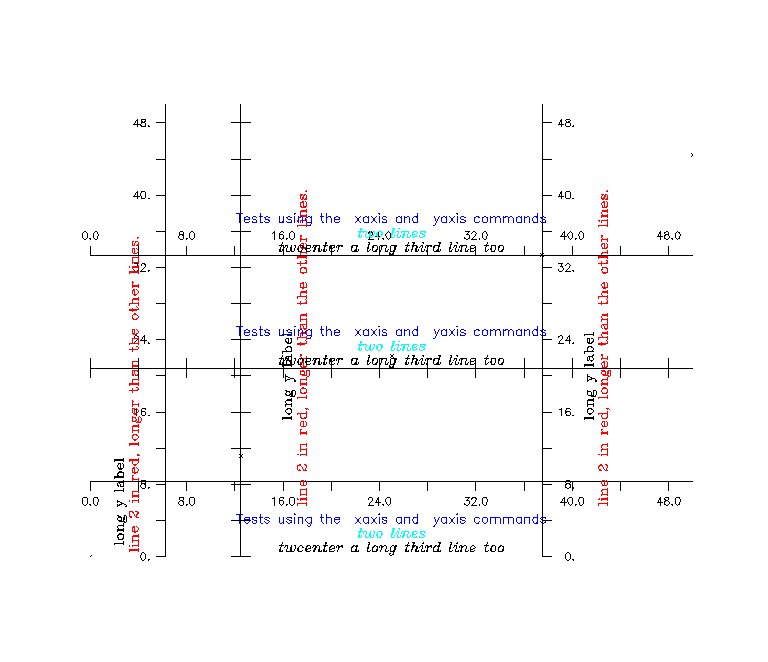 48.
48.
40.
40.
Tests using the  xaxis and  yaxis commands
two lines
0.0 8.0 16.0 24.0 32.0 40.0 48.0
twcenter a long third line too
32.
32.
Tests using the  xaxis and  yaxis commands
24.
24.
two lines
twcenter a long third line too
16.
16.
8.
8.
0.0 8.0 16.0 24.0 32.0 40.0 48.0
Tests using the  xaxis and  yaxis commands
two lines
twcenter a long third line too
0.
0.
long y label
line 2 in red, longer than the other lines.
long y label
line 2 in red, longer than the other lines.
long y label
line 2 in red, longer than the other lines.